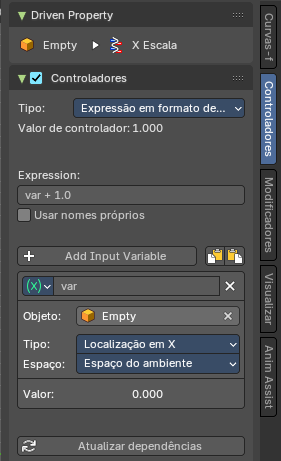 Driven Property
Empty X Escala
Controladores
Tipo: Expressão em formato de...
Valor de controlador: 1.000
Expression:
var + 1.0
Usar nomes próprios
Add Input Variable
(x) var
Objeto: Empty
Tipo: Localização em X
Espaço: Espaço do ambiente
Valor: 0.000
Atualizar dependências
Curvas-f
Controladores
Modificadores
Visualizar
Anim Assist